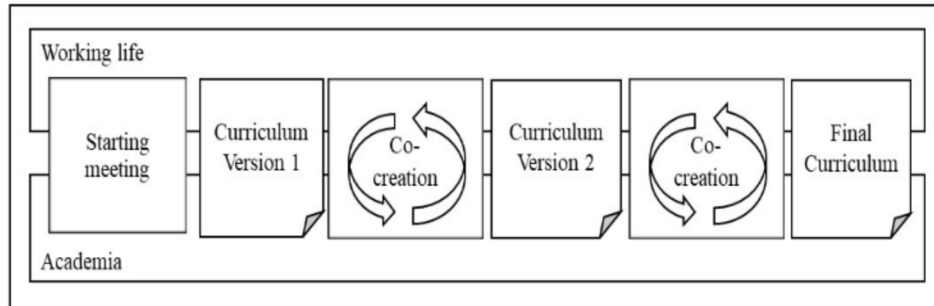 Working life
Starting
meeting
Curriculum
Version 1
Co-
creation
Curriculum
Version 2
Co-
creation
Final
Curriculum
Academia